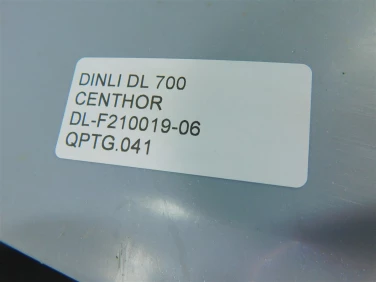 DINLI DL 700
CENTHOR
DL-F210019-06
QPTG.041